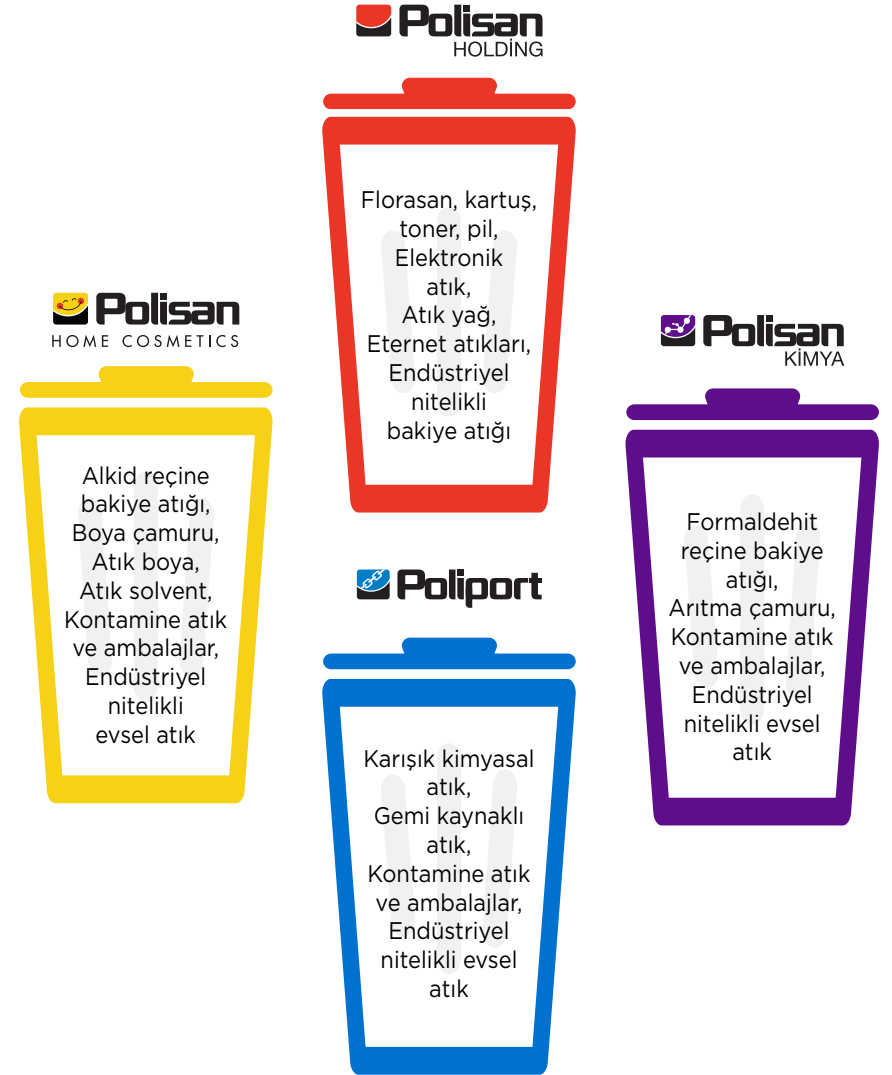 Polisan
HOLDİNG
Florasan, kartuş,
toner, pil,
Elektronik
atık,
Atık yağ,
Eternet atıkları,
Endüstriyel
nitelikli
bakiye atığı
Polisan
HOME COSMETICS
Alkid reçine
bakiye atığı,
Boya çamuru,
Atık boya,
Atık solvent,
Kontamine atık
ve ambalajlar,
Endüstriyel
nitelikli
evsel atık
Polisan
KİMYA
Formaldehit
reçine bakiye
atığı,
Arıtma çamuru,
Kontamine atık
ve ambalajlar,
Endüstriyel
nitelikli evsel
atık
Poliport
Karışık kimyasal
atık,
Gemi kaynaklı
atık,
Kontamine atık
ve ambalajlar,
Endüstriyel
nitelikli evsel
atık